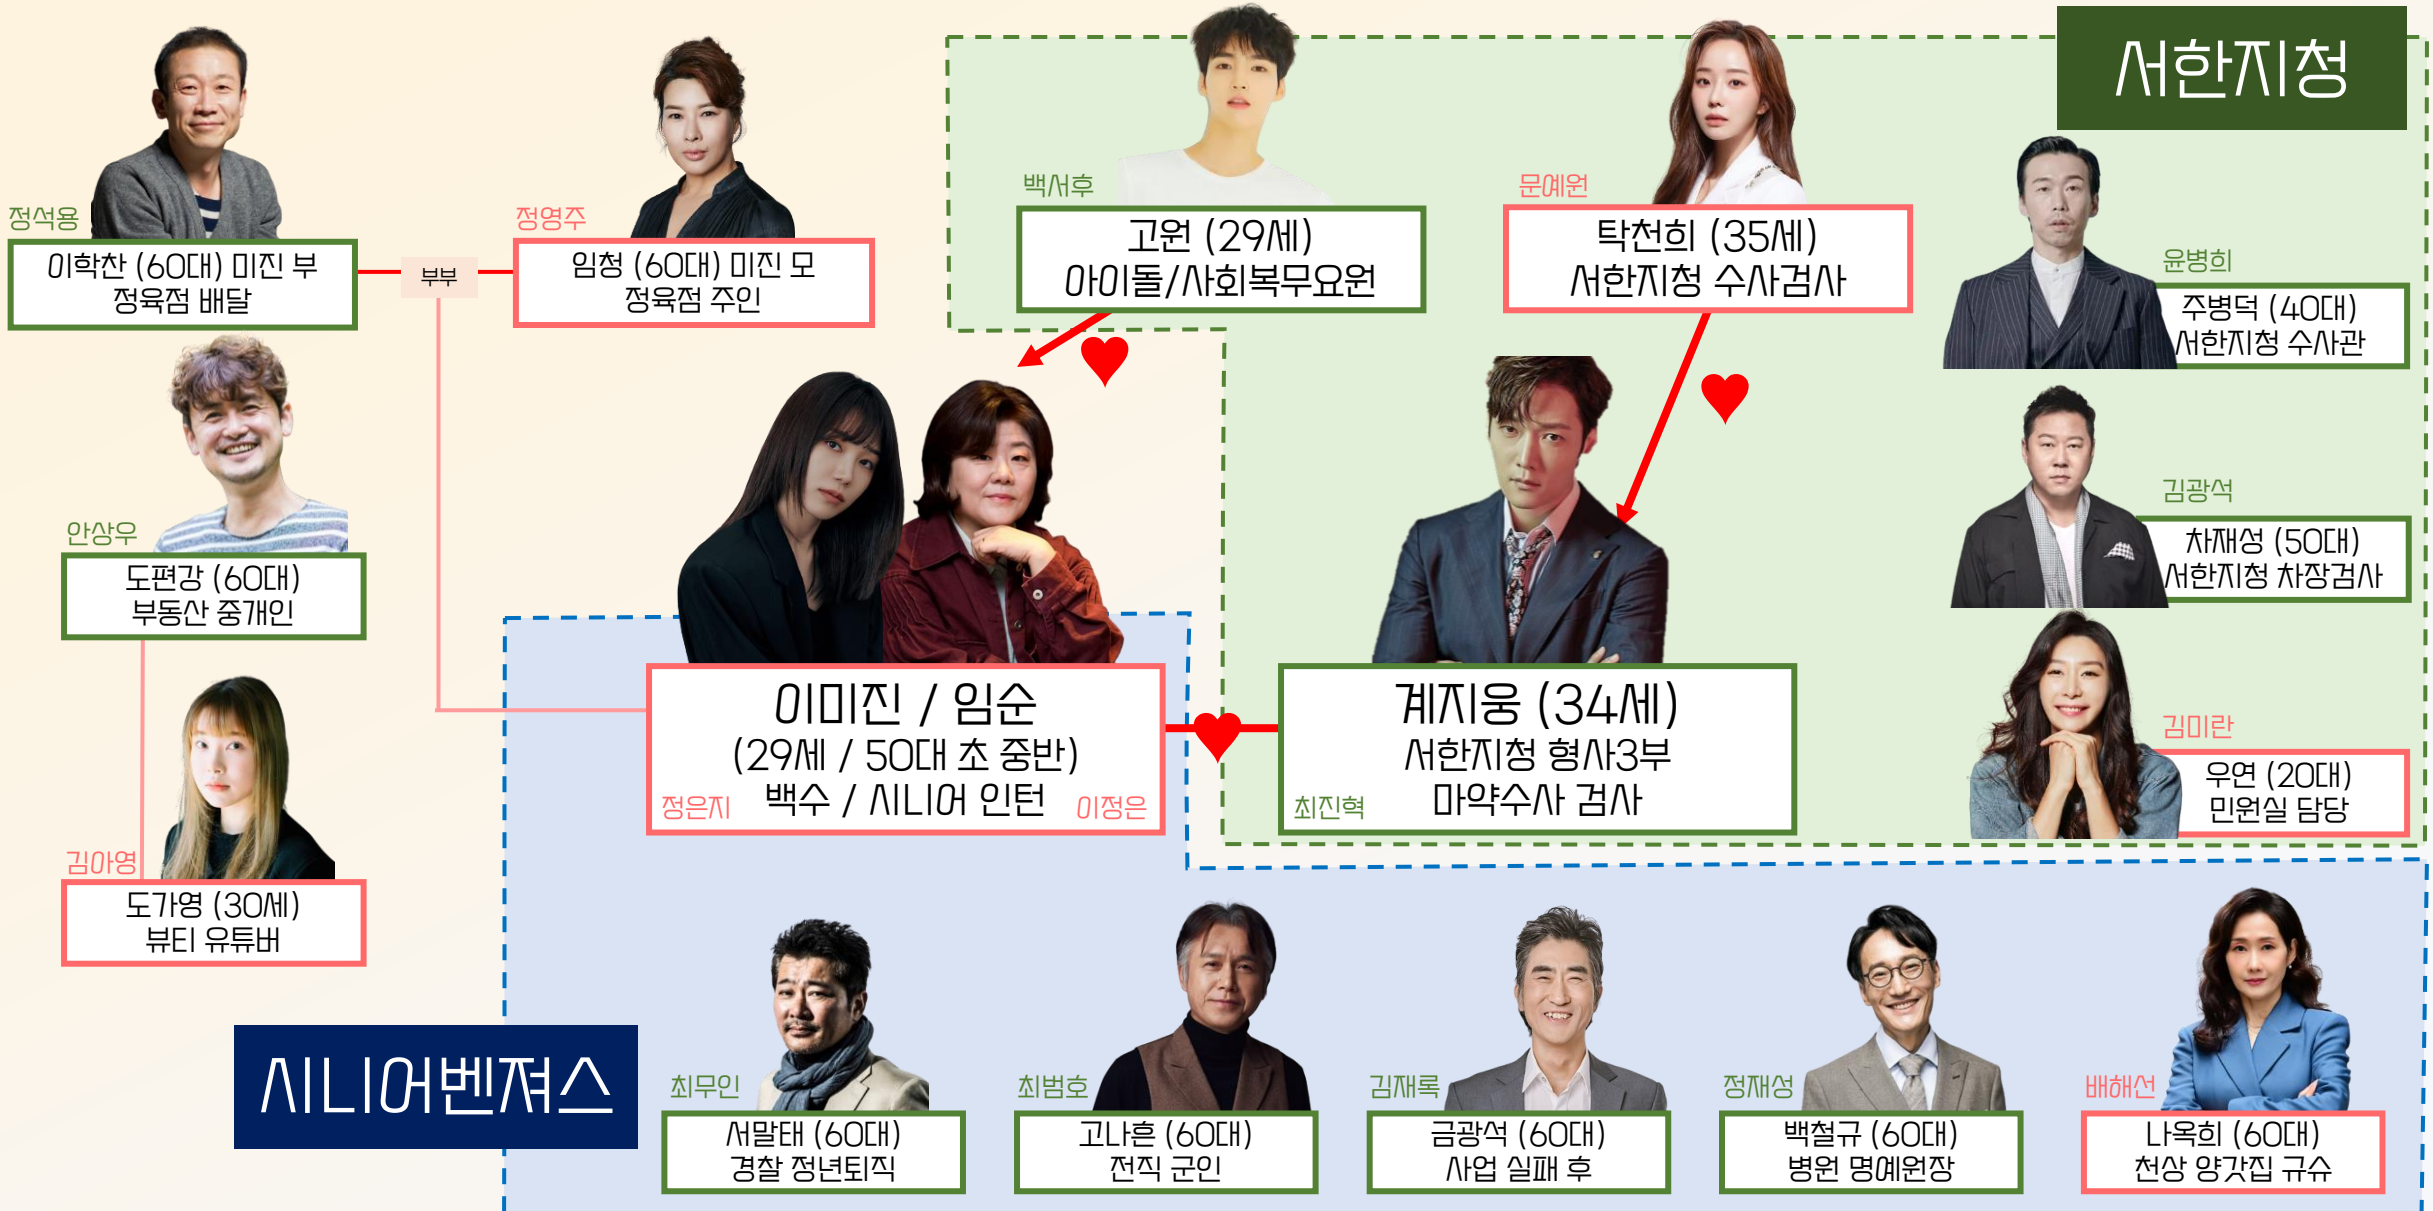 서한지청
정석용
이학찬 (60대) 미진 부
정육점 배달
부부
정영주
임청 (60대) 미진 모
정육점 주인
백서후
고원 (29세)
아이돌/사회복무요원
문예원
탁천희 (35세)
서한지청 수사검사
윤병희
주병덕 (40대)
서한지청 수사관
안상우
도편강 (60대)
부동산 중개인
김광석
차재성 (50대)
서한지청 차장검사
김아영
도가영 (30세)
뷰티 유튜버
이미진 / 임순
(29세 / 50대 초 중반)
정은지 백수 / 시니어 인턴 이정은
계지웅 (34세)
서한지청 형사3부
최진혁 마약수사 검사
김미란
우연 (20대)
민원실 담당
시니어벤져스
최무인
서말태 (60대)
경찰 정년퇴직
최범호
고나흔 (60대)
전직 군인
김재록
금광석 (60대)
사업 실패 후
정재성
백철규 (60대)
병원 명예원장
배해선
나옥희 (60대)
천상 양갓집 규슈